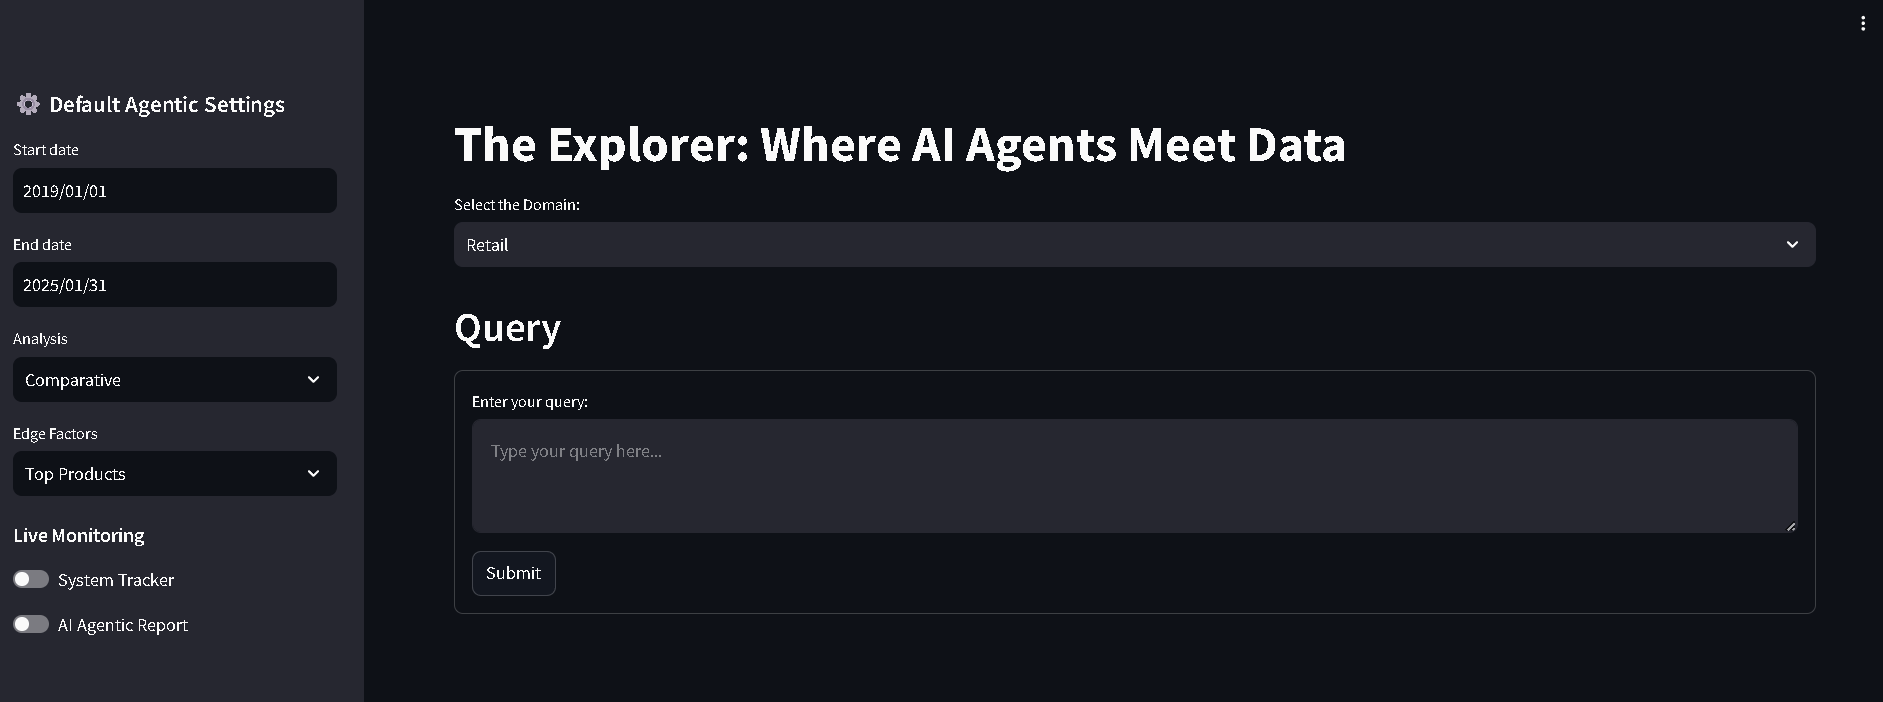 Default Agentic Settings
Start date
2019/01/01
End date
2025/01/31
Analysis
Comparative
Edge Factors
Top Products
Live Monitoring
System Tracker
AI Agentic Report
The Explorer: Where AI Agents Meet Data
Select the Domain:
Retail
Query
Enter your query:
Type your query here...
Submit